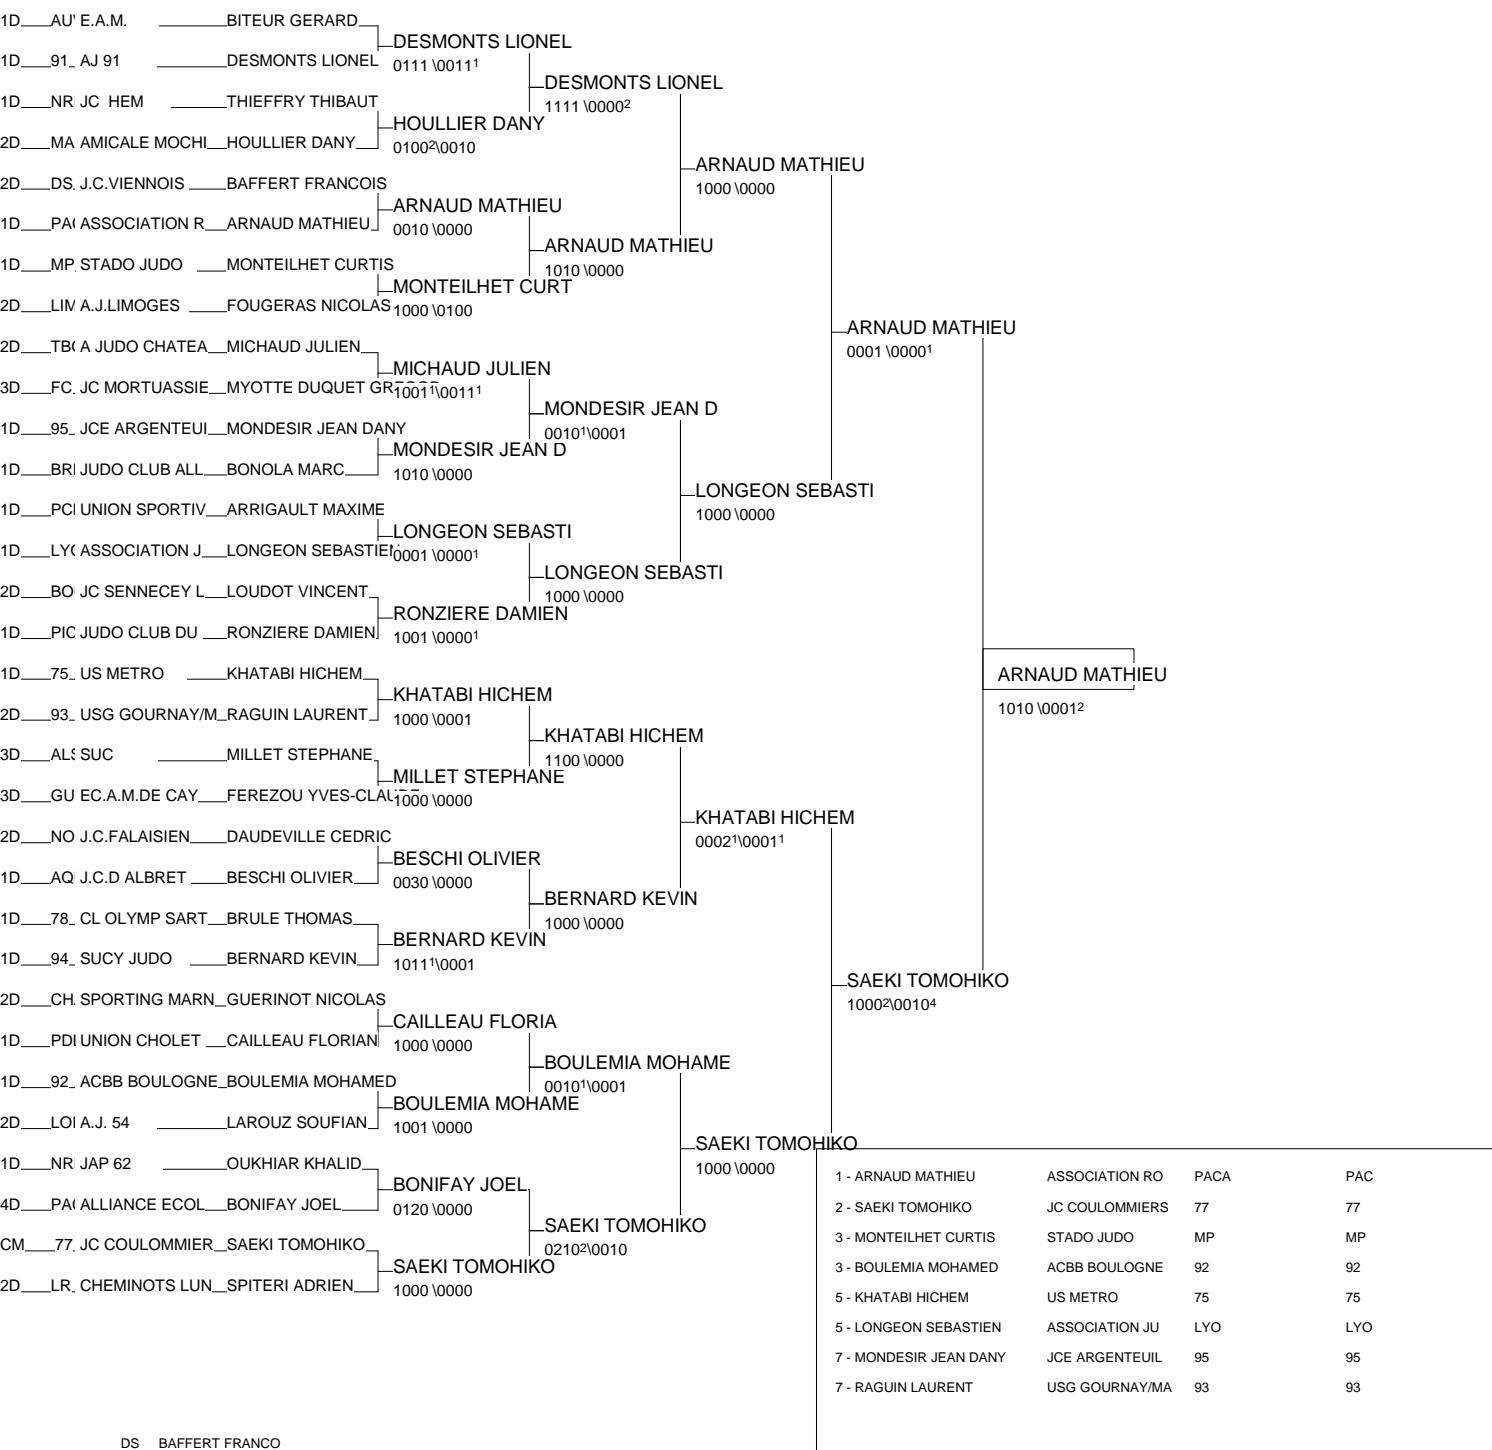 1D AU E.A.M. BITEUR GERARD
DESMONTS LIONEL
1D 91 AJ 91 DESMONTS LIONEL
0111 \0011¹
DESMONTS LIONEL
1111 \0000²
1D NR JC HEM THIEFFRY THIBAUT
HOULLIER DANY
2D MA AMICALE MOCHI HOULLIER DANY
0100²\0010
ARNAUD MATHIEU
1000 \0000
2D DS J.C.VIENNOIS BAFFERT FRANCOIS
ARNAUD MATHIEU
1D PA ASSOCIATION R ARNAUD MATHIEU
0010 \0000
ARNAUD MATHIEU
1010 \0000
1D MP STADO JUDO MONTEILHET CURTIS
MONTEILHET CURT
2D LIM A.J.LIMOGES FOUGERAS NICOLAS
1000 \0100
ARNAUD MATHIEU
0001 \0000¹
2D TB A JUDO CHATEA MICHAUD JULIEN
MICHAUD JULIEN
3D FC JC MORTUASSIE MYOTTE DUQUET
1001¹\0011¹
MONDESIR JEAN D
0010¹\0001
1D 95 JCE ARGENTEUI MONDESIR JEAN DANY
MONDESIR JEAN D
1D BR JUDO CLUB ALL BONOLA MARC
1010 \0000
LONGEON SEBASTI
1000 \0000
1D PC UNION SPORTIV ARRIGAULT MAXIME
LONGEON SEBASTI
1D LY ASSOCIATION J LONGEON SEBASTIEN
0001 \0000¹
LONGEON SEBASTI
1000 \0000
2D BO JC SENNECEY L LOUDOT VINCENT
RONZIERE DAMIEN
1D PIC JUDO CLUB DU RONZIERE DAMIEN
1001 \0000¹
ARNAUD MATHIEU
1010 \0001²
1D 75 US METRO KHATABI HICHEM
KHATABI HICHEM
2D 93 USG GOURNAY/M RAGUIN LAURENT
1000 \0001
KHATABI HICHEM
1100 \0000
3D AL SUC MILLET STEPHANE
MILLET STEPHANE
3D GU EC.A.M.DE CAY FEREZOU
1000 \0000
KHATABI HICHEM
0002¹\0001¹
2D NO J.C.FALAISIEN DAUDEVILLE CEDRIC
BESCHI OLIVIER
1D AQ J.C.D ALBRET BESCHI OLIVIER
0030 \0000
BERNARD KEVIN
1000 \0000
1D 78 CL OLYMP SART BRULE THOMAS
BERNARD KEVIN
1D 94 SUCY JUDO BERNARD KEVIN
1011¹\0001
SAEKI TOMOHIKO
1000²\0010⁴
2D CH SPORTING MARN GUERINOT NICOLAS
CAILLEAU FLORIA
1D PD UNION CHOLET CAILLEAU FLORIAN
1000 \0000
BOULEMIA MOHAME
0010¹\0001
1D 92 ACBB BOULOGNE BOULEMIA MOHAMED
BOULEMIA MOHAME
2D LO A.J. 54 LAROUZ SOUFIAN
1001 \0000
SAEKI TOMOHIKO
1000 \0000
1D NR JAP 62 OUKHIAR KHALID
BONIFAY JOEL
4D PA ALLIANCE ECOL BONIFAY JOEL
0120 \0000
SAEKI TOMOHIKO
0210²\0010
CM 77 JC COULOMMIER SAEKI TOMOHIKO
SAEKI TOMOHIKO
2D LR CHEMINOTS LUN SPITERI ADRIEN
1000 \0000
1 - ARNAUD MATHIEU ASSOCIATION RO PACA PAC
2 - SAEKI TOMOHIKO JC COULOMMIERS 77 77
3 - MONTEILHET CURTIS STADO JUDO MP MP
3 - BOULEMIA MOHAMED ACBB BOULOGNE 92 92
5 - KHATABI HICHEM US METRO 75 75
5 - LONGEON SEBASTIEN ASSOCIATION JU LYO LYO
7 - MONDESIR JEAN DANY JCE ARGENTEUIL 95 95
7 - RAGUIN LAURENT USG GOURNAY/MA 93 93
DS BAFFERT FRANCO